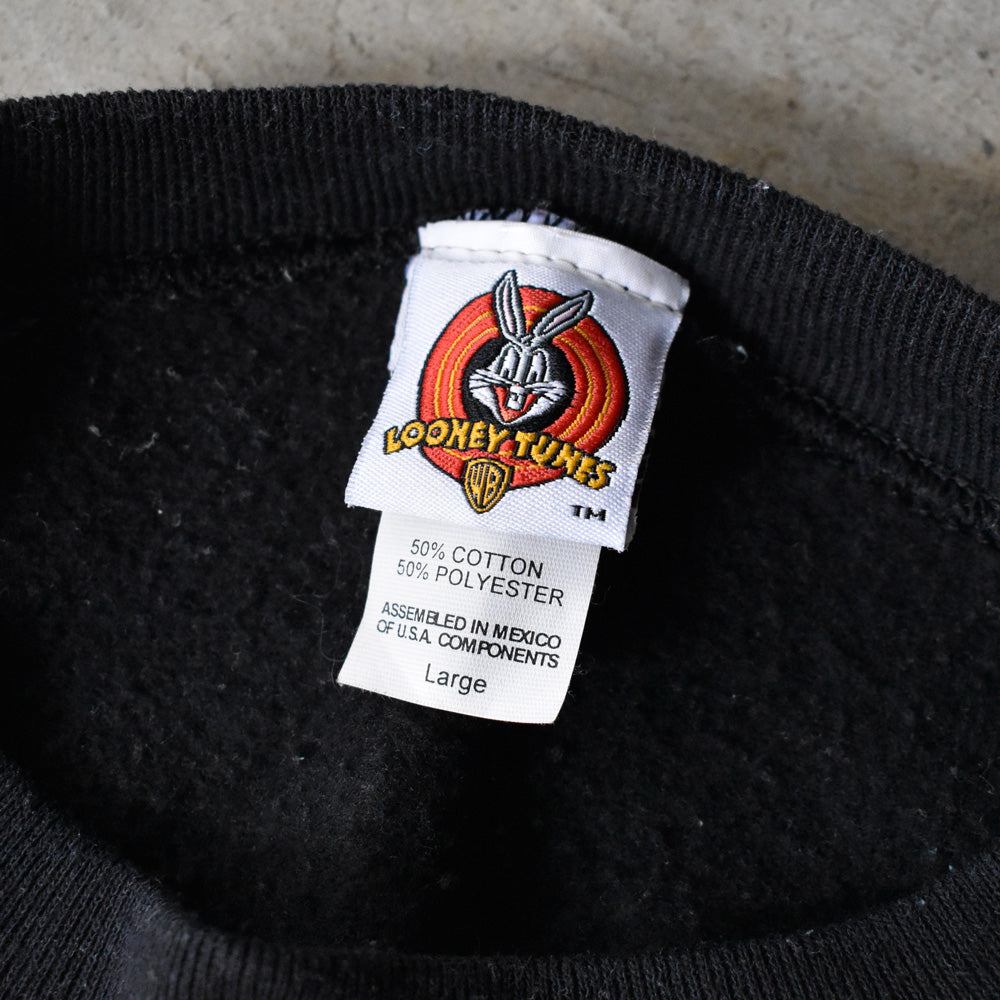 LOONEY TUNES
WB
TM
50% COTTON
50% POLYESTER
ASSEMBLED IN MEXICO
OF U.S.A. COMPONENTS
Large